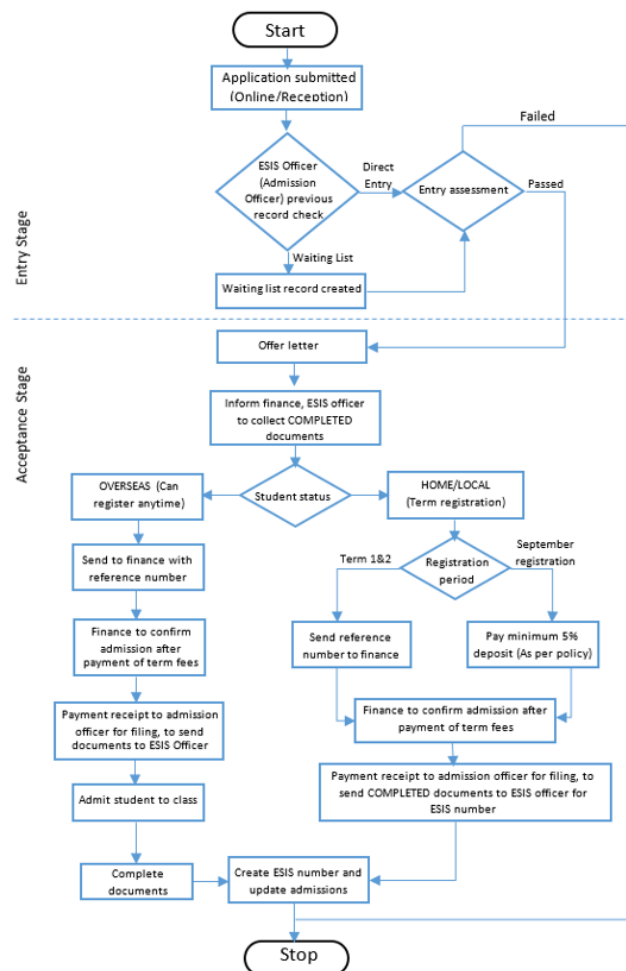 Start
Application submitted
(Online/Reception)
Failed
ESIS Officer
(Admission
Officer) previous
record check
Direct
Entry
Entry assessment
Passed
Waiting List
Waiting list record created
Entry Stage
Offer letter
Acceptance Stage
Inform finance, ESIS officer
to collect COMPLETED
documents
OVERSEAS (Can
register anytime)
Student status
HOME/LOCAL
(Term registration)
Send to finance with
reference number
Term 1&2
Registration
period
September
registration
Finance to confirm
admission after
payment of term fees
Send reference
number to finance
Pay minimum 5%
deposit (As per policy)
Payment receipt to admission
officer for filing, to send
documents to ESIS Officer
Finance to confirm admission after
payment of term fees
Admit student to class
Payment receipt to admission officer for filing, to
send COMPLETED documents to ESIS officer for
ESIS number
Complete
documents
Create ESIS number and
update admissions
Stop